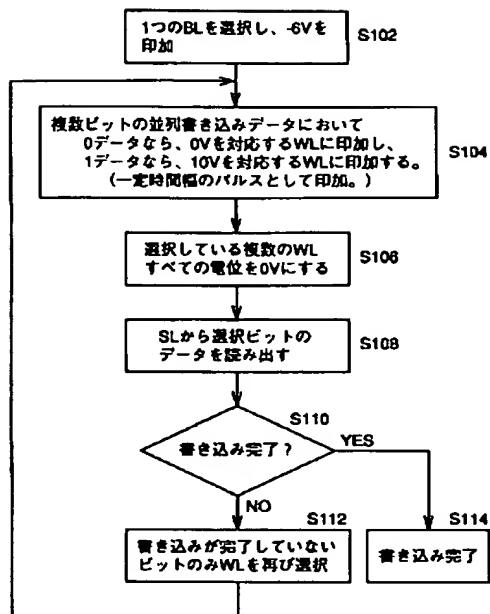 1つのBLを選択し、-6Vを
印加
S102
複数ビットの並列書き込みデータにおいて
0データなら、0Vを対応するWLに印加し、
1データなら、10Vを対応するWLに印加する。
(一定時間幅のパルスとして印加。)
S104
選択している複数のWL
すべての電位を0Vにする
S106
SLから選択ビットの
データを読み出す
S108
S110
書き込み完了?
YES
NO
S112
書き込みが完了していない
ビットのみWLを再び選択
S114
書き込み完了